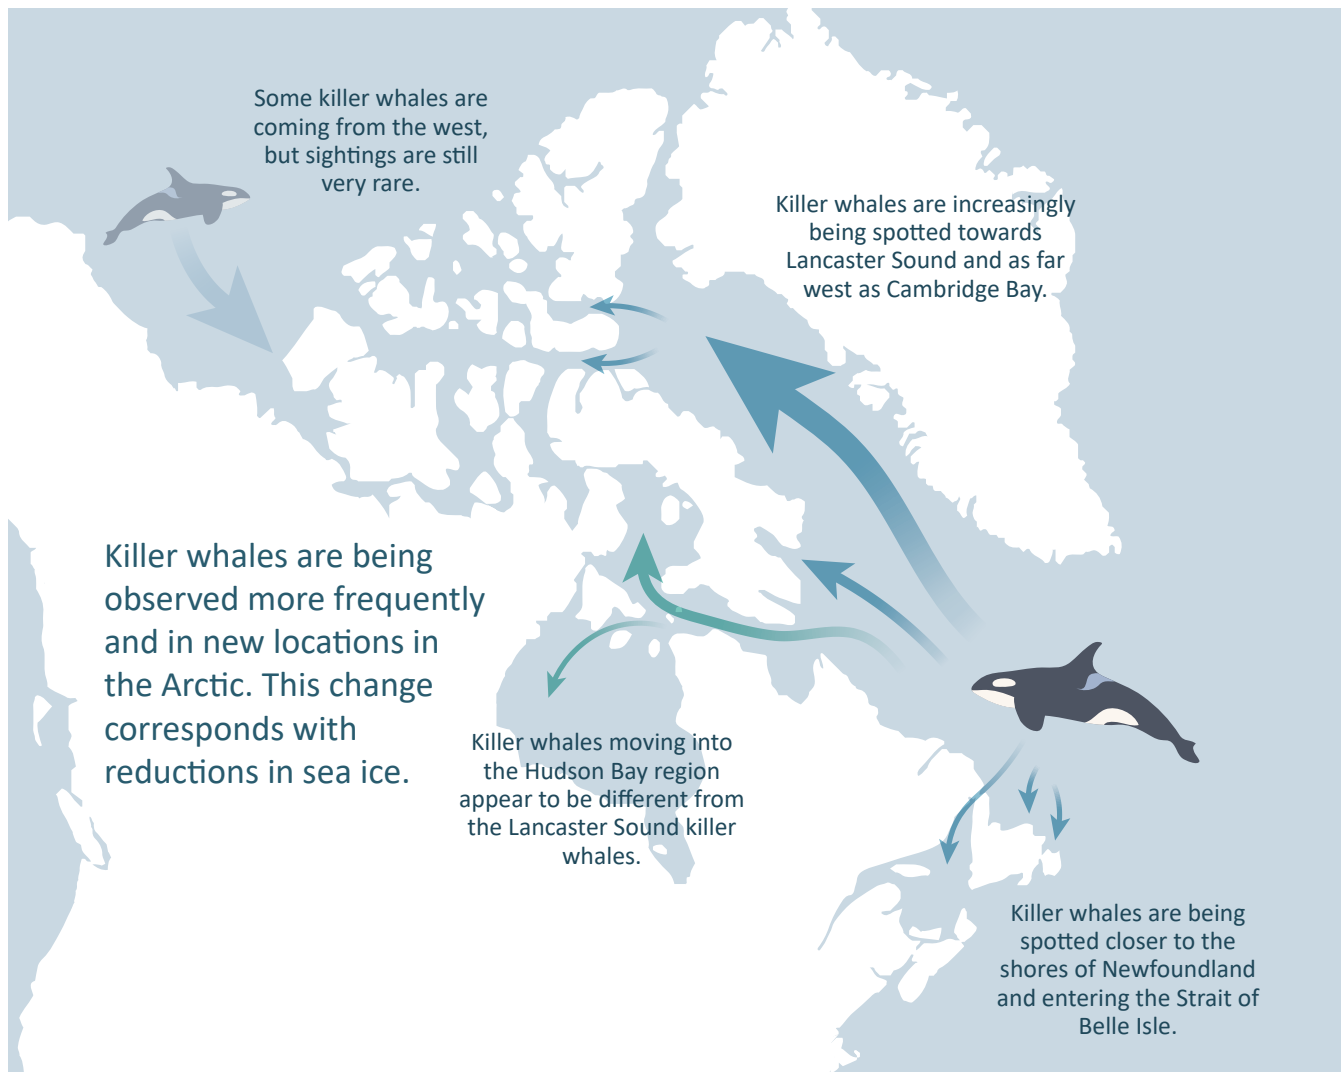 Some killer whales are
coming from the west,
but sightings are still
very rare.
Killer whales are increasingly
being spotted towards
Lancaster Sound and as far
west as Cambridge Bay.
Killer whales are being
observed more frequently
and in new locations in
the Arctic. This change
corresponds with
reductions in sea ice.
Killer whales moving into
the Hudson Bay region
appear to be different from
the Lancaster Sound killer
whales.
Killer whales are being
spotted closer to the
shores of Newfoundland
and entering the Strait of
Belle Isle.